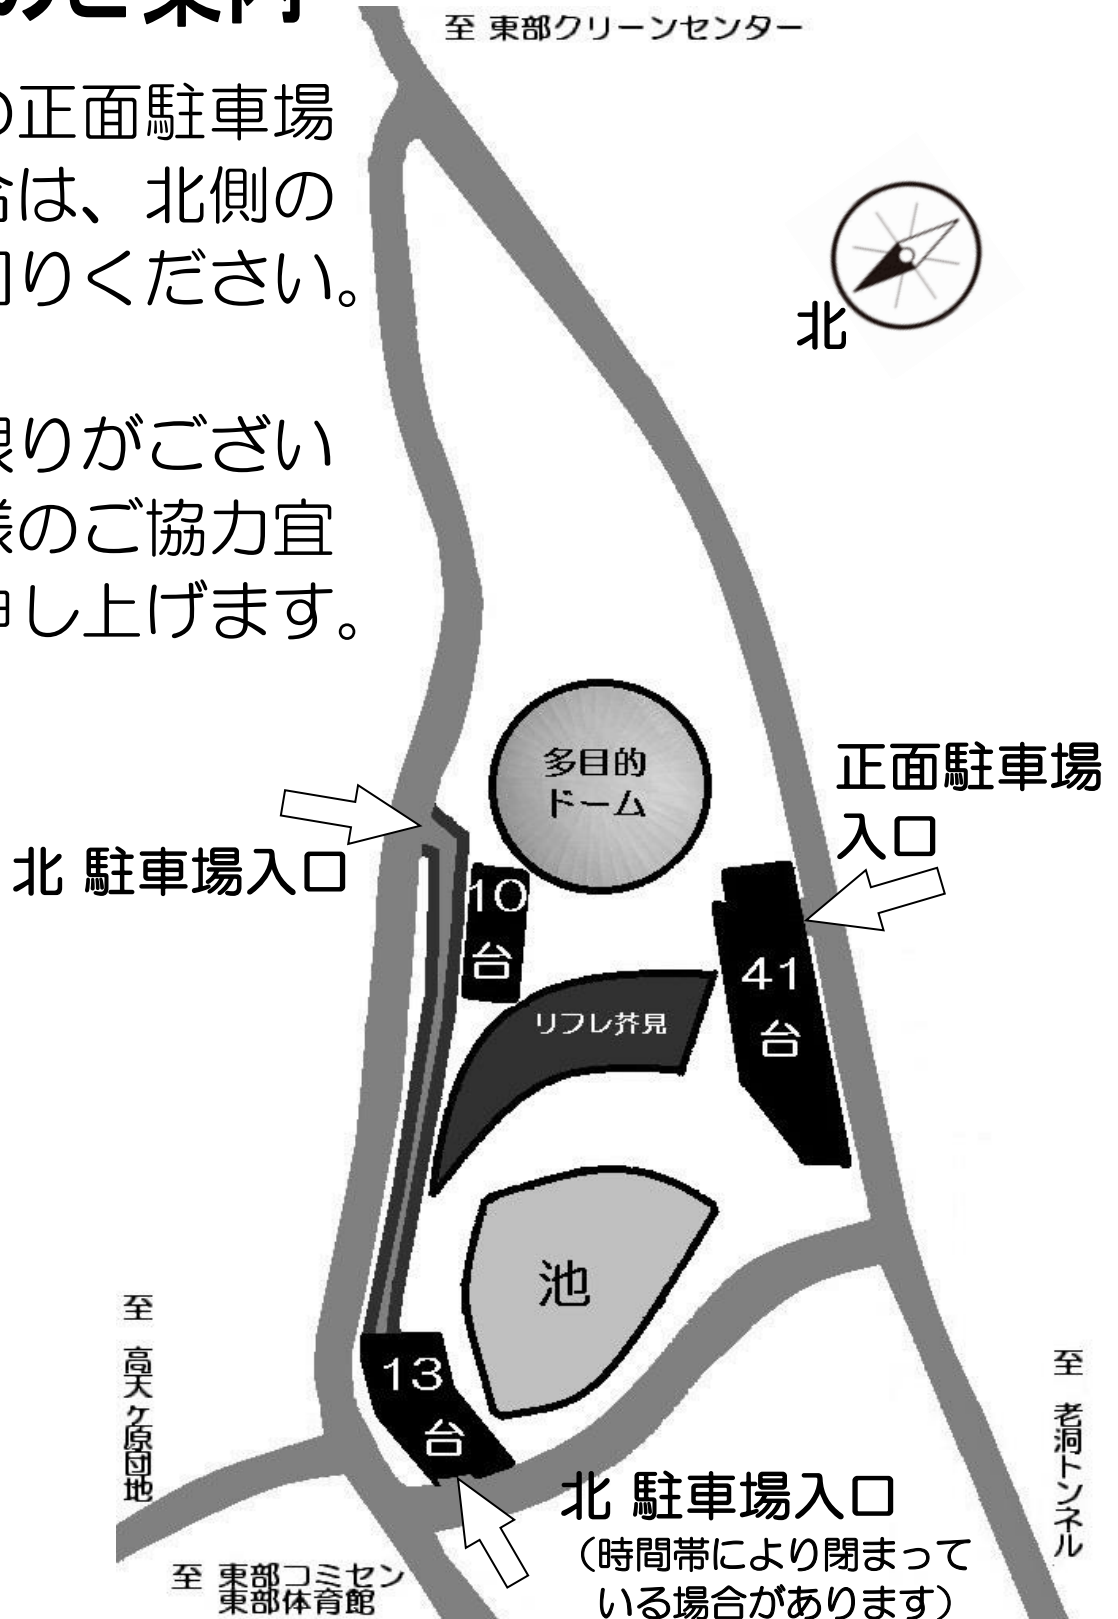 のご案内
至 東部クリーンセンター
の正面駐車場
合は、北側の
回りください。
北
限りがござい
様のご協力宜
申し上げます。
多目的
ドーム
正面駐車場
入口
北 駐車場入口
10
台
41
台
リフレ芥見
池
至 高天ケ原団地
13
台
至 老洞トンネル
北 駐車場入口
(時間帯により閉まって
いる場合があります)
至 東部コミセン
東部体育館